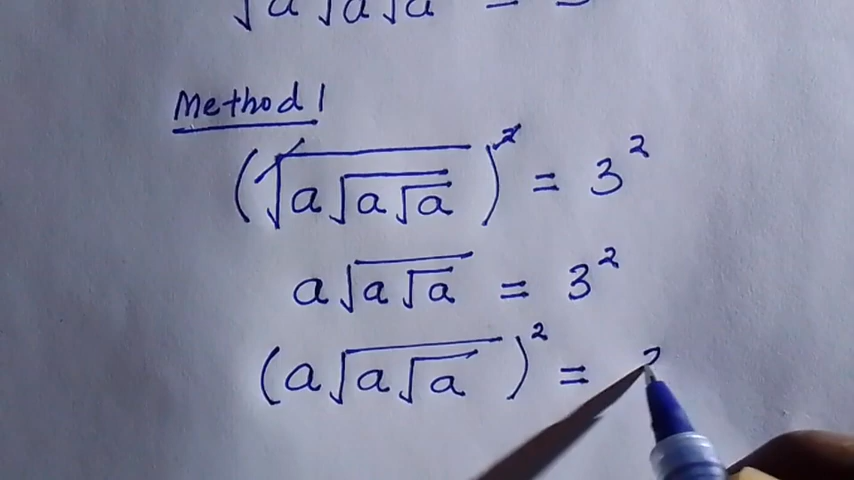 √a√a√a =
Method 1
(√a√a√a)² = 3²
a√a√a = 3²
(a√a√a)² =